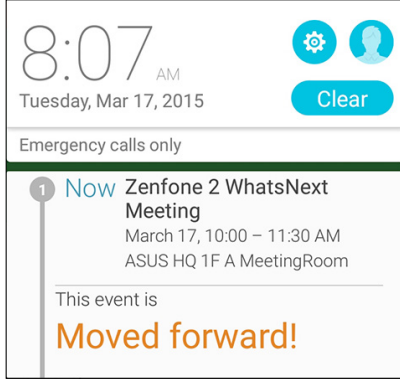 8:07 AM
Tuesday, Mar 17, 2015
Clear
Emergency calls only
1 Now Zenfone 2 WhatsNext
Meeting
March 17, 10:00 – 11:30 AM
ASUS HQ 1F A MeetingRoom
This event is
Moved forward!